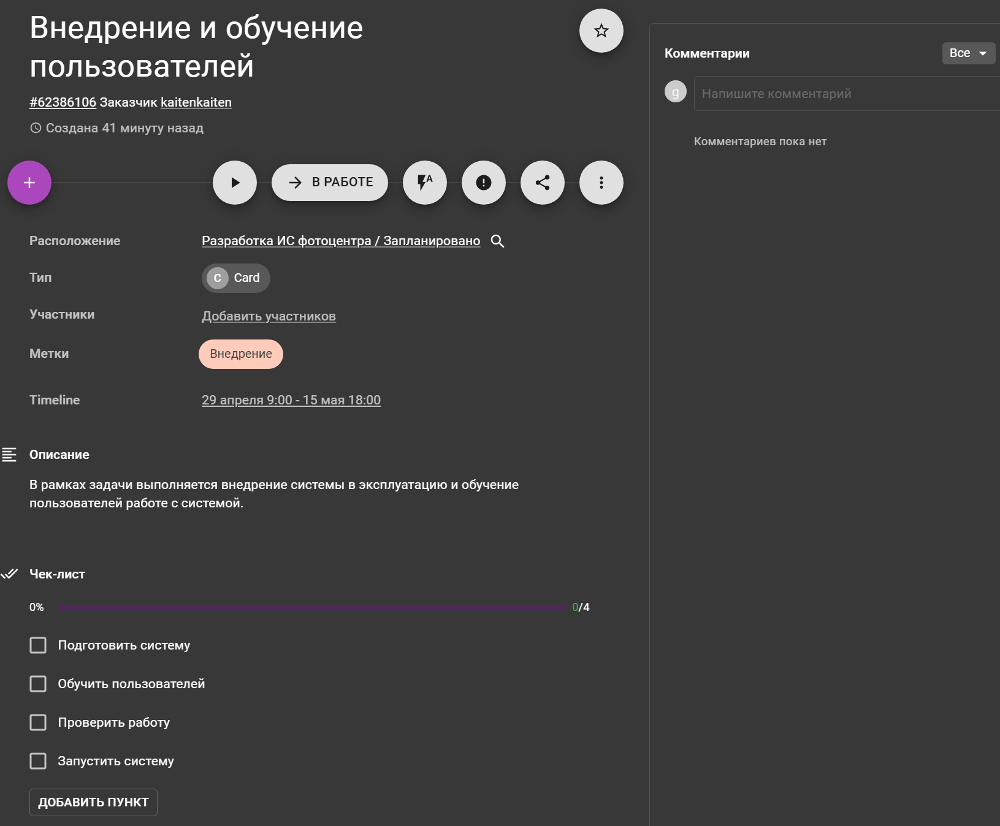 Внедрение и обучение
пользователей
#62386106 Заказчик kaitenkaiten
Создана 41 минуту назад
В РАБОТЕ
A
Расположение
Разработка ИС фотоцентра / Запланировано
Тип
C Card
Участники
Добавить участников
Метки
Внедрение
Timeline
29 апреля 9:00 - 15 мая 18:00
Описание
В рамках задачи выполняется внедрение системы в эксплуатацию и обучение
пользователей работе с системой.
Чек-лист
0% 0/4
Подготовить систему
Обучить пользователей
Проверить работу
Запустить систему
ДОБАВИТЬ ПУНКТ
Комментарии
Все
g
Напишите комментарий
Комментариев пока нет